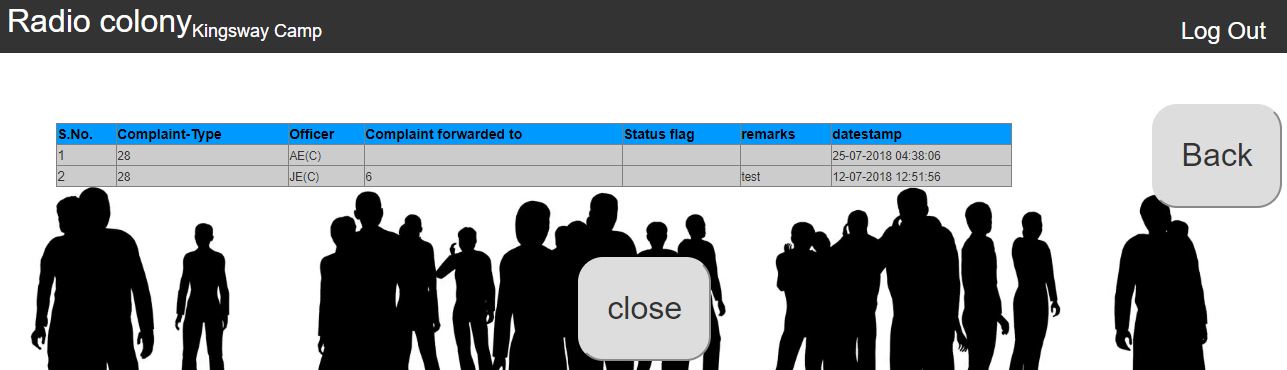 Radio colony Kingsway Camp Log Out
S.No. Complaint-Type Officer Complaint forwarded to Status flag remarks datestamp
1 28 AE(C) 25-07-2018 04:38:06
2 28 JE(C) 6 test 12-07-2018 12:51:56
Back
close